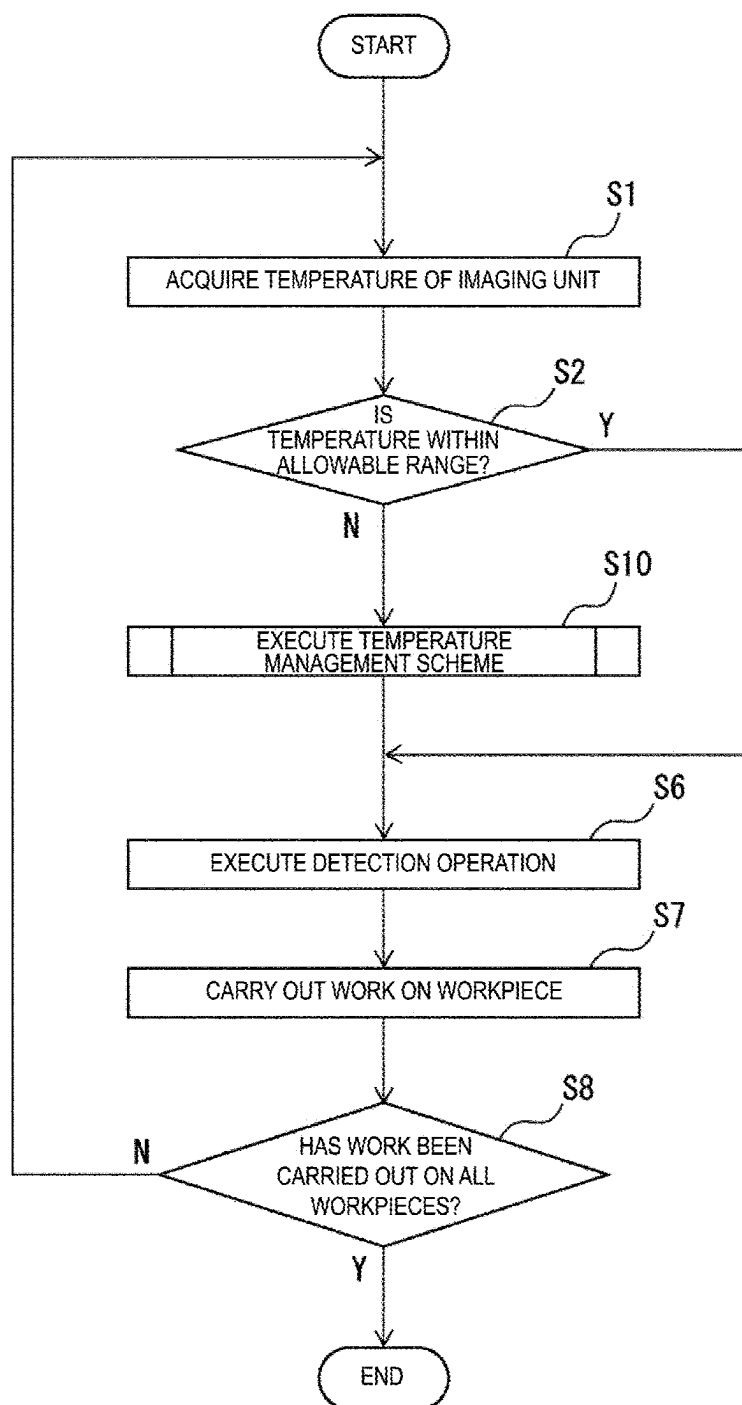 START
S1
ACQUIRE TEMPERATURE OF IMAGING UNIT
S2
IS
TEMPERATURE WITHIN
ALLOWABLE RANGE?
Y
N
S10
EXECUTE TEMPERATURE
MANAGEMENT SCHEME
S6
EXECUTE DETECTION OPERATION
S7
CARRY OUT WORK ON WORKPIECE
S8
HAS WORK BEEN
CARRIED OUT ON ALL
WORKPIECES?
N
Y
END